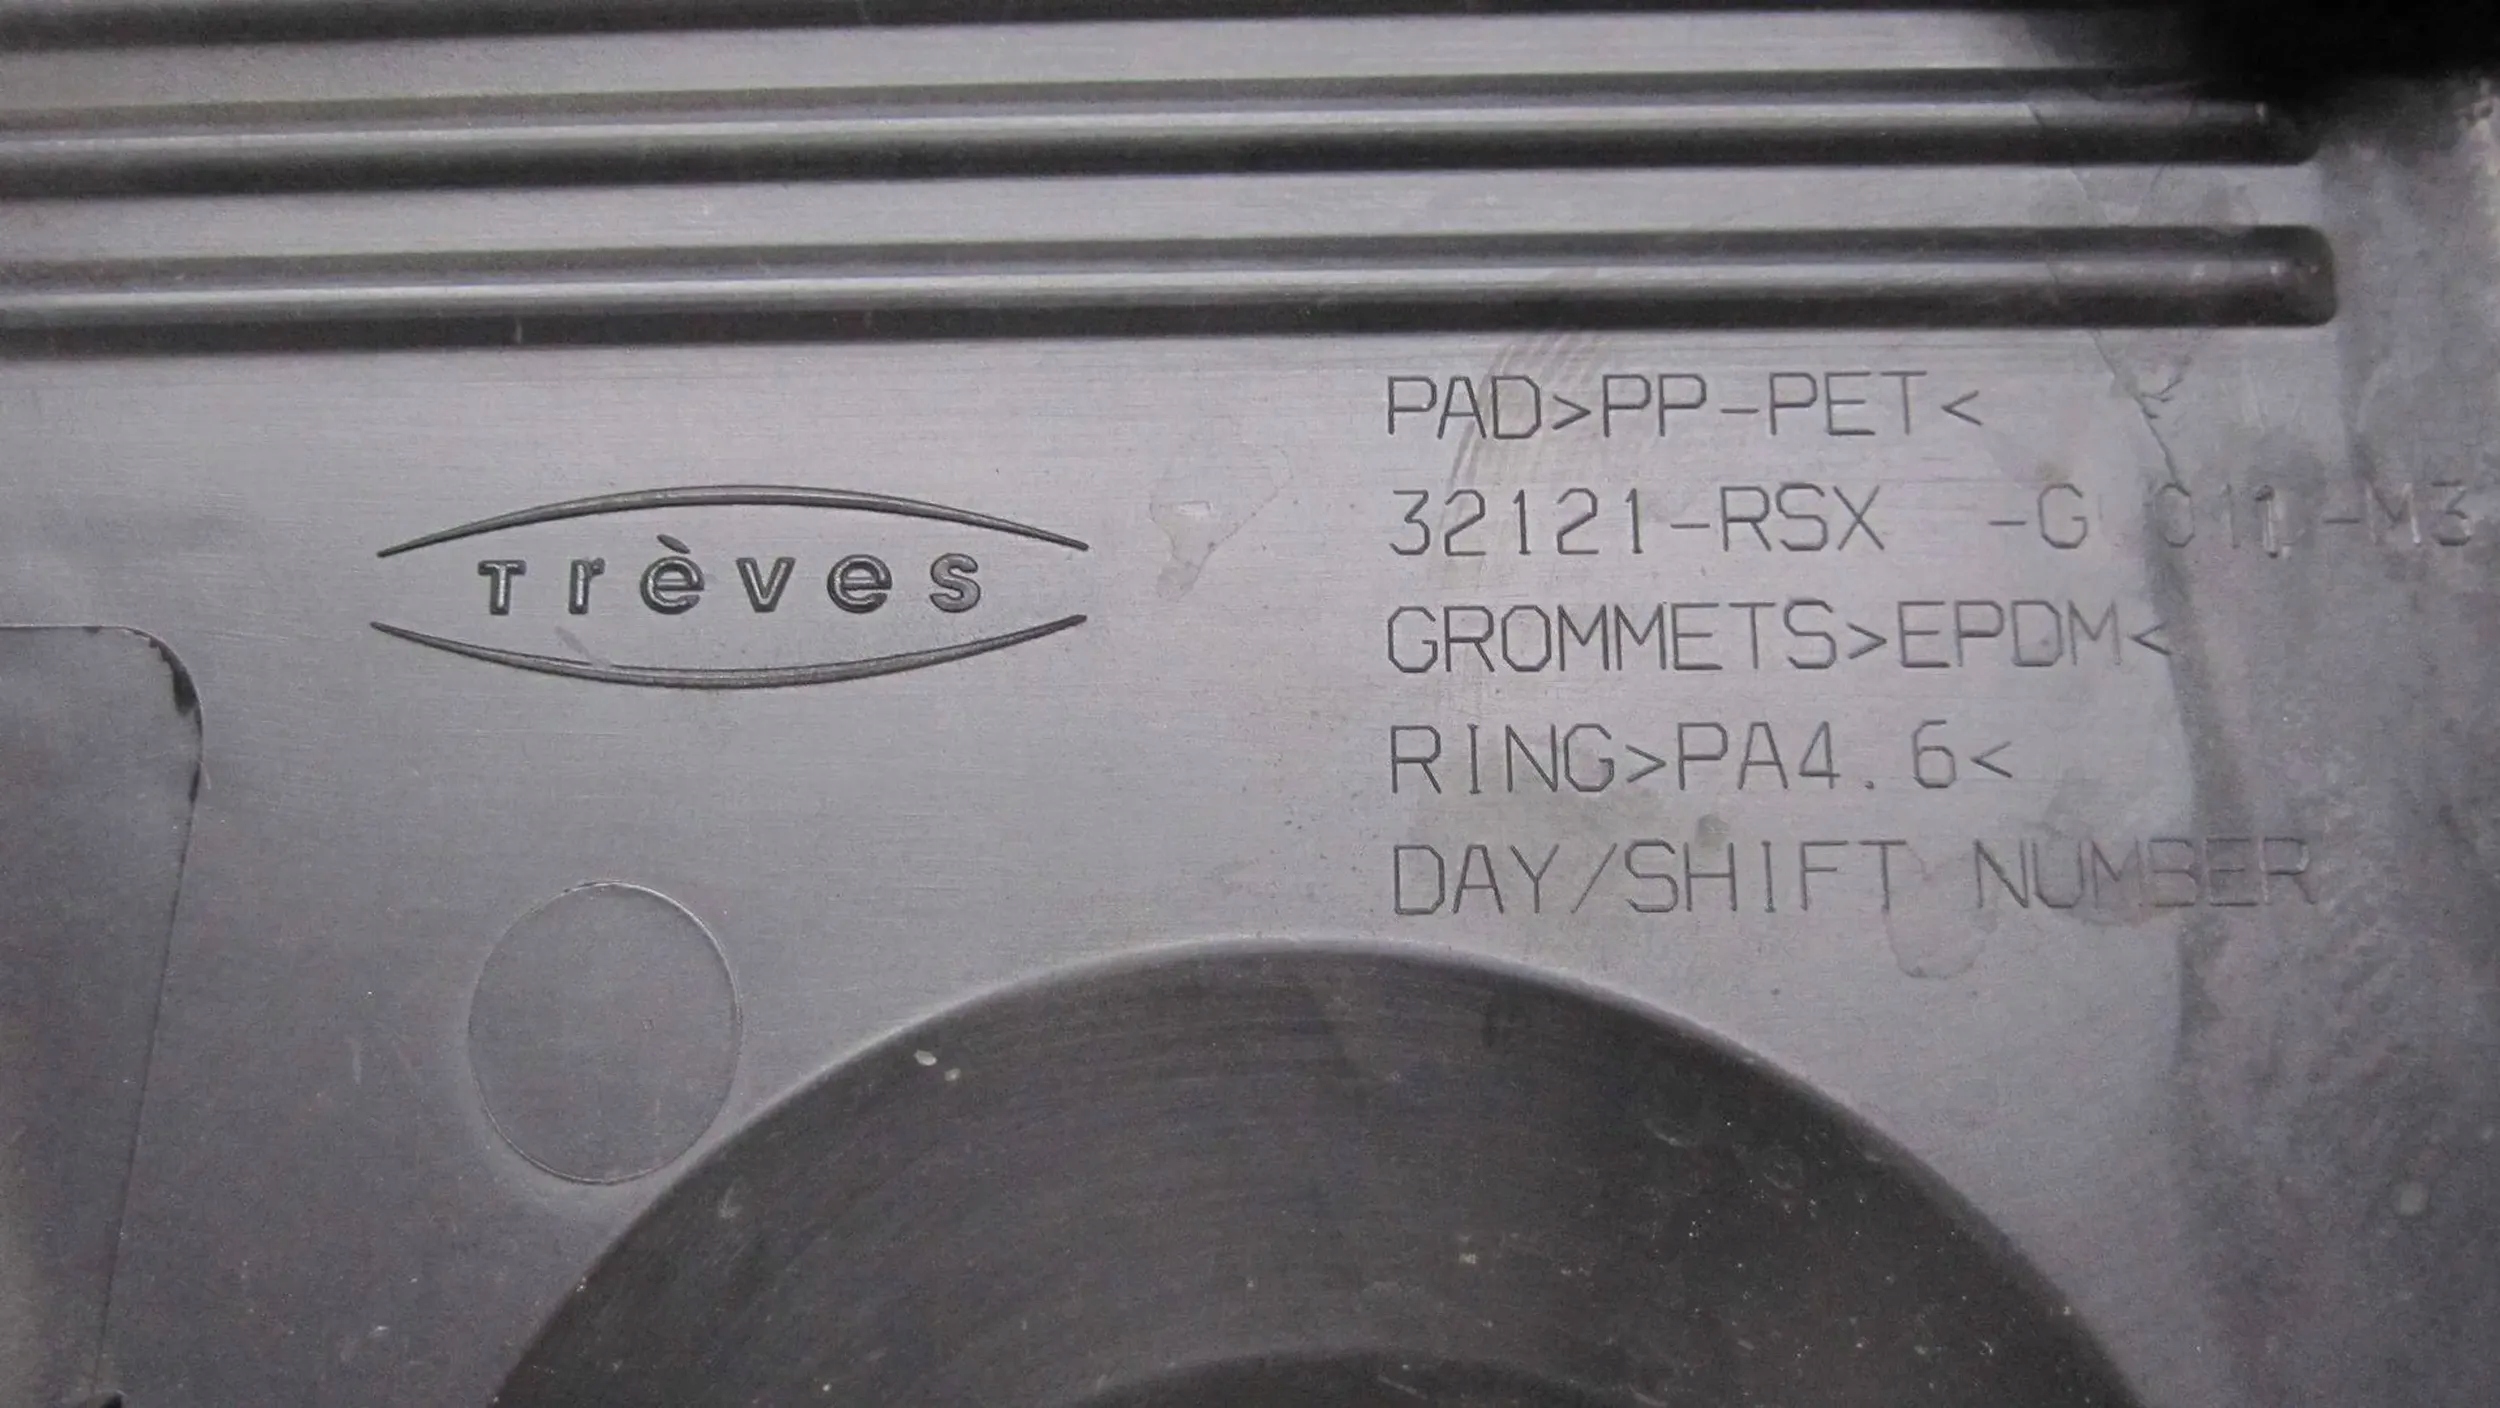 Trèves
PAD>PP-PET<
32121-RSX
GROMMETS>EPDM<
RING>PA4.6<
DAY/SHIFT NUMBER